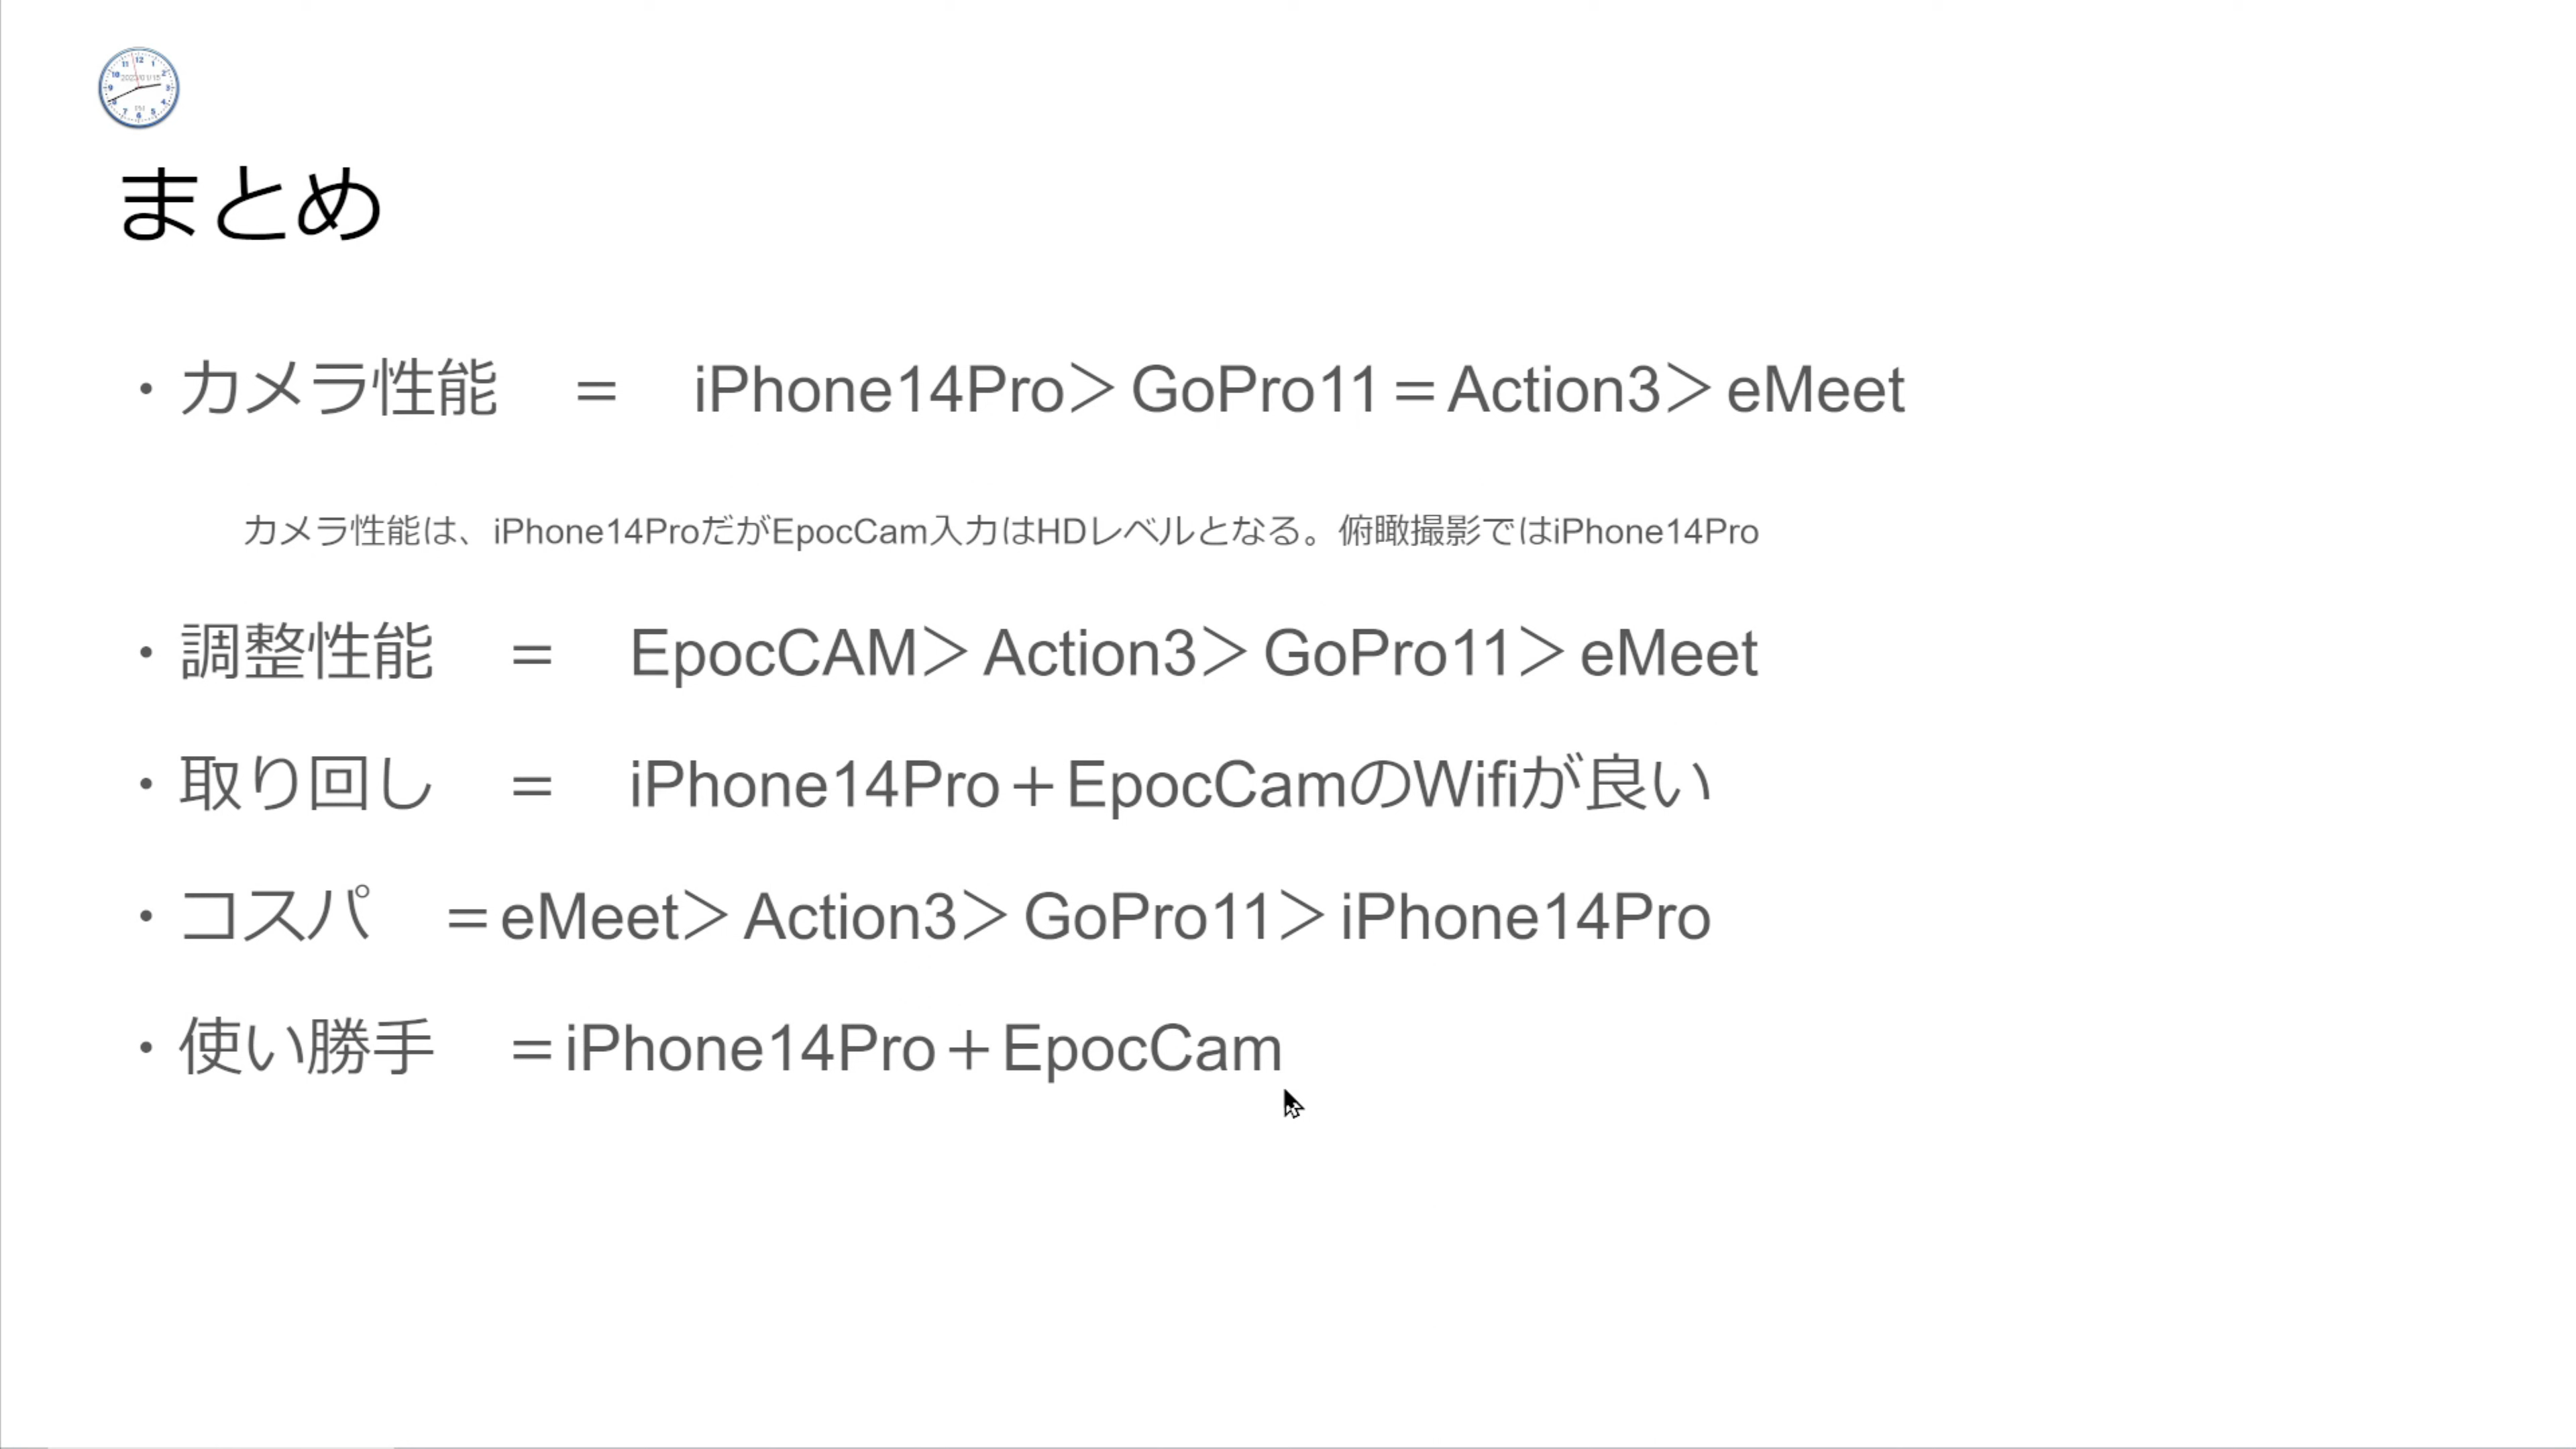 まとめ
・カメラ性能　＝　iPhone14Pro＞GoPro11＝Action3＞eMeet
カメラ性能は、iPhone14ProだがEpocCam入力はHDレベルとなる。俯瞰撮影ではiPhone14Pro
・調整性能　＝　EpocCAM＞Action3＞GoPro11＞eMeet
・取り回し　＝　iPhone14Pro＋EpocCamのWifiが良い
・コスパ　＝eMeet＞Action3＞GoPro11＞iPhone14Pro
・使い勝手　＝iPhone14Pro＋EpocCam